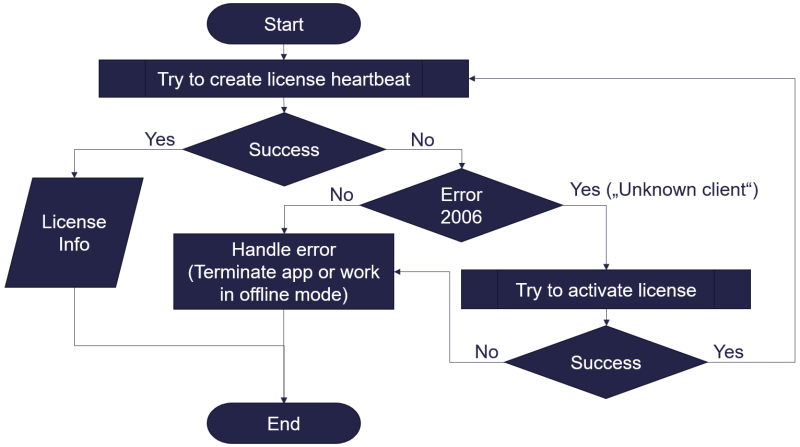 Start
Try to create license heartbeat
Yes
No
Success
No
Error
2006
Yes („Unknown client“)
License
Info
Handle error
(Terminate app or work
in offline mode)
Try to activate license
No
Success
Yes
End